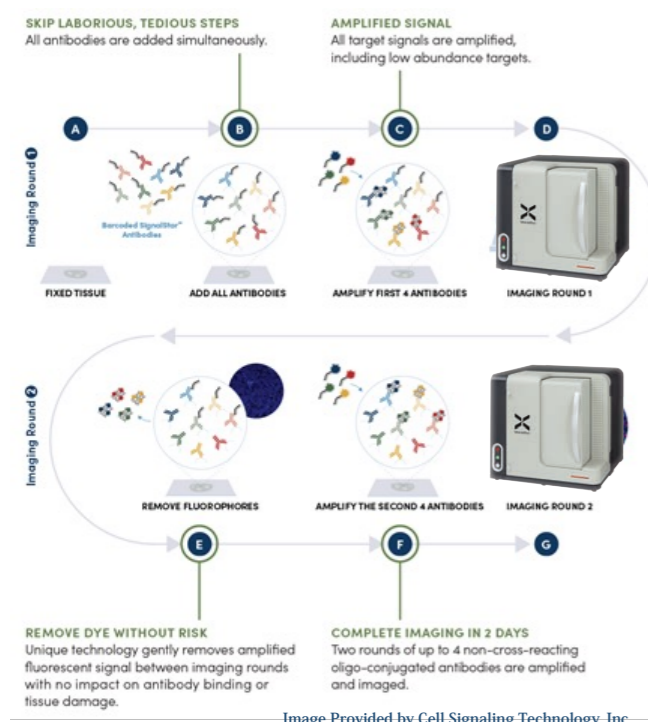 SKIP LABORIOUS, TEDIOUS STEPS
All antibodies are added simultaneously.
AMPLIFIED SIGNAL
All target signals are amplified,
including low abundance targets.
A
B
C
D
Imaging Round 1
Barcoded SignalStar™
Antibodies
FIXED TISSUE
ADD ALL ANTIBODIES
AMPLIFY FIRST 4 ANTIBODIES
IMAGING ROUND 1
Imaging Round 2
REMOVE FLUOROPHORES
AMPLIFY THE SECOND 4 ANTIBODIES
IMAGING ROUND 2
E
F
G
REMOVE DYE WITHOUT RISK
Unique technology gently removes amplified
fluorescent signal between imaging rounds
with no impact on antibody binding or
tissue damage.
COMPLETE IMAGING IN 2 DAYS
Two rounds of up to 4 non-cross-reacting
oligo-conjugated antibodies are amplified
and imaged.
Image Provided by Cell Signaling Technology, Inc